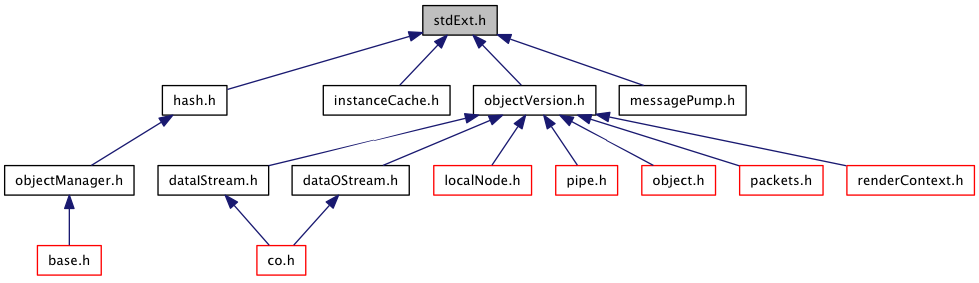 stdExt.h
hash.h
instanceCache.h
objectVersion.h
messagePump.h
objectManager.h
dataIStream.h
dataOStream.h
localNode.h
pipe.h
object.h
packets.h
renderContext.h
base.h
co.h